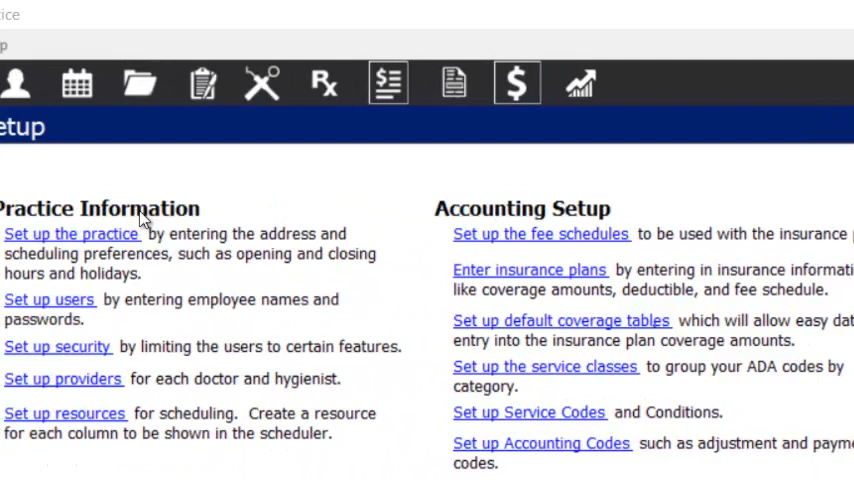 ice
p
etup
Practice Information
Set up the practice by entering the address and
scheduling preferences, such as opening and closing
hours and holidays.
Set up users by entering employee names and
passwords.
Set up security by limiting the users to certain features.
Set up providers for each doctor and hygienist.
Set up resources for scheduling. Create a resource
for each column to be shown in the scheduler.
Accounting Setup
Set up the fee schedules to be used with the insurance p
Enter insurance plans by entering in insurance informati
like coverage amounts, deductible, and fee schedule.
Set up default coverage tables which will allow easy dat
entry into the insurance plan coverage amounts.
Set up the service classes to group your ADA codes by
category.
Set up Service Codes and Conditions.
Set up Accounting Codes such as adjustment and payme
codes.